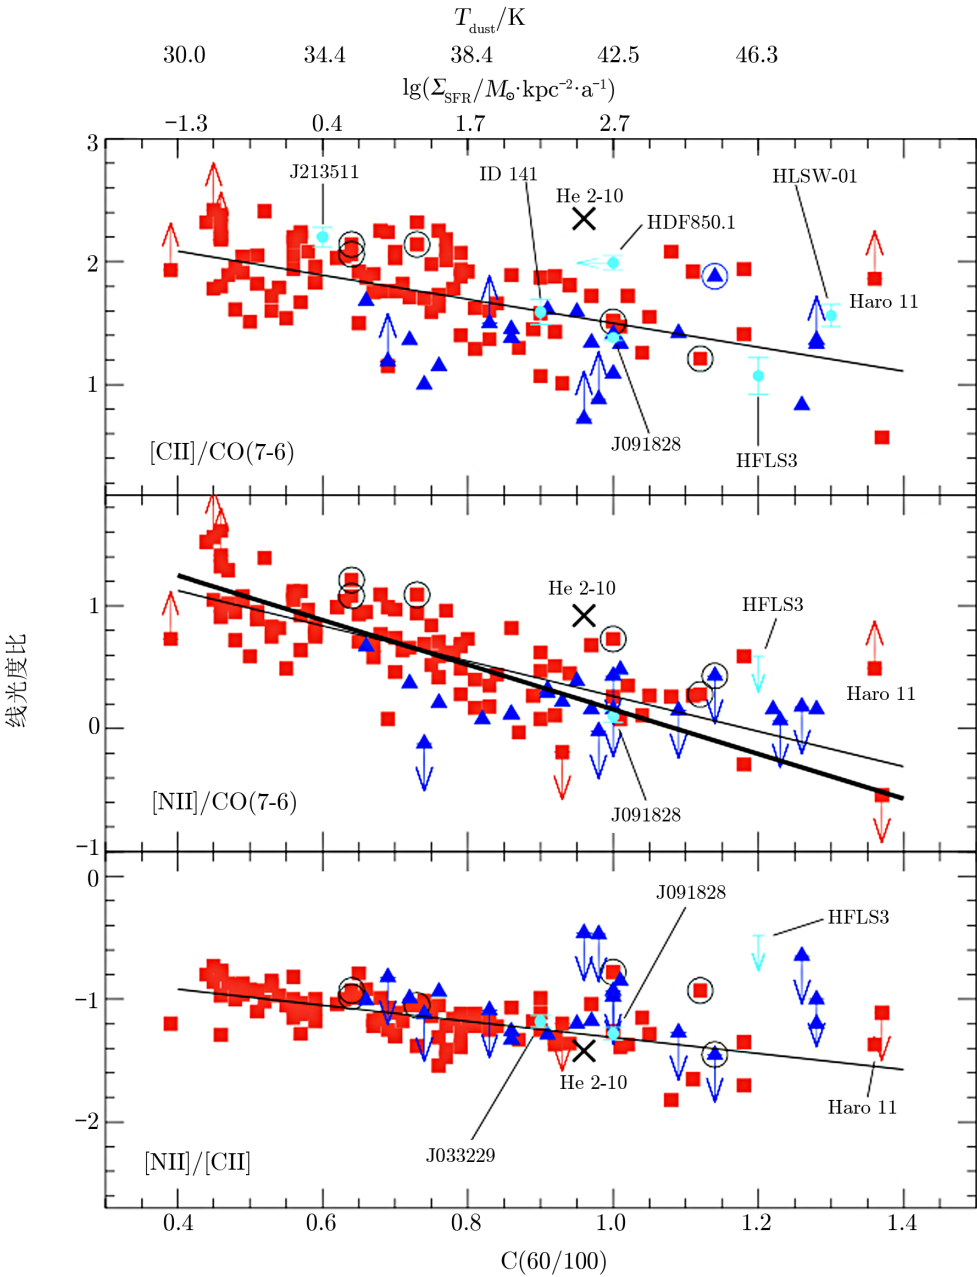 T_dust/K
30.0 34.4 38.4 42.5 46.3
lg(Σ_SFR/M_⊙·kpc⁻²·a⁻¹)
−1.3 0.4 1.7 2.7
3
J213511
ID 141
HLSW-01
He 2-10
HDF850.1
2
Haro 11
1
J091828
[CII]/CO(7-6)
HFLS3
He 2-10
HFLS3
1
线光度比
Haro 11
0
[NII]/CO(7-6)
J091828
−1
0
J091828
HFLS3
−1
He 2-10
Haro 11
−2
J033229
[NII]/[CII]
0.4 0.6 0.8 1.0 1.2 1.4
C(60/100)